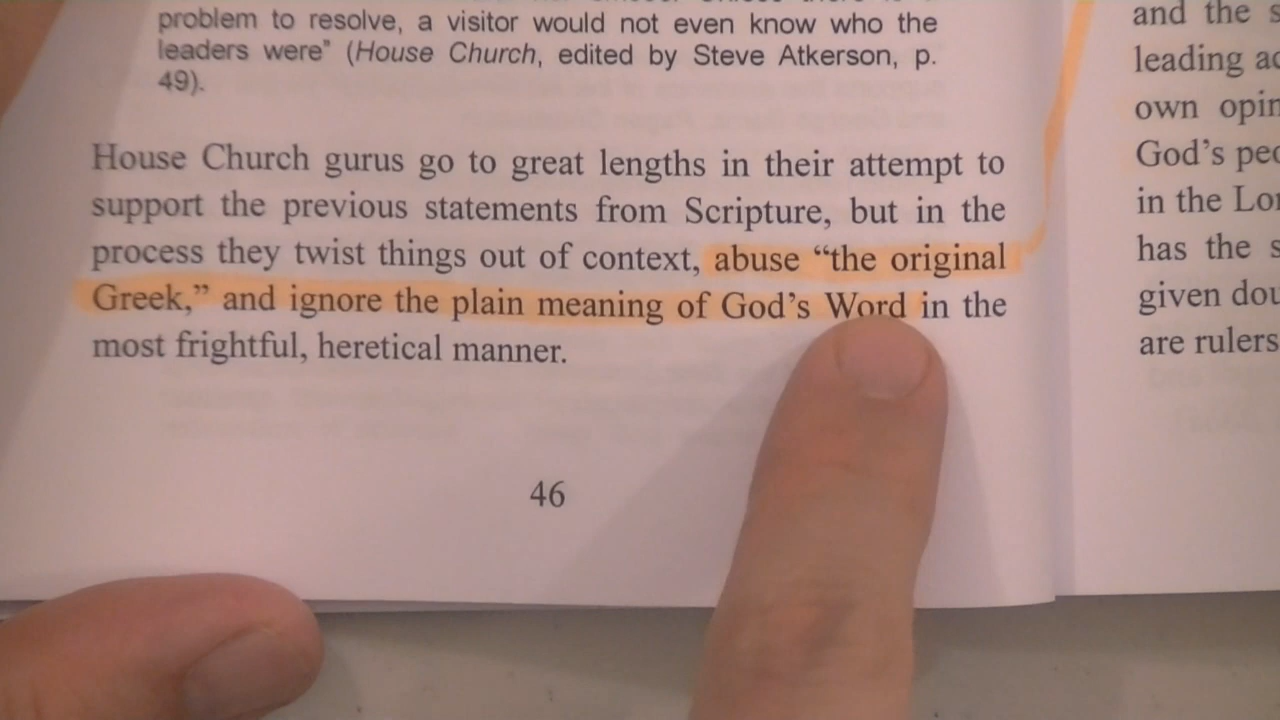 problem to resolve, a visitor would not even know who the
leaders were" (House Church, edited by Steve Atkerson, p.
49).
House Church gurus go to great lengths in their attempt to
support the previous statements from Scripture, but in the
process they twist things out of context, abuse “the original
Greek,” and ignore the plain meaning of God’s Word in the
most frightful, heretical manner.
46
and the
leading
own
God’s
in the
has the
given
are rulers